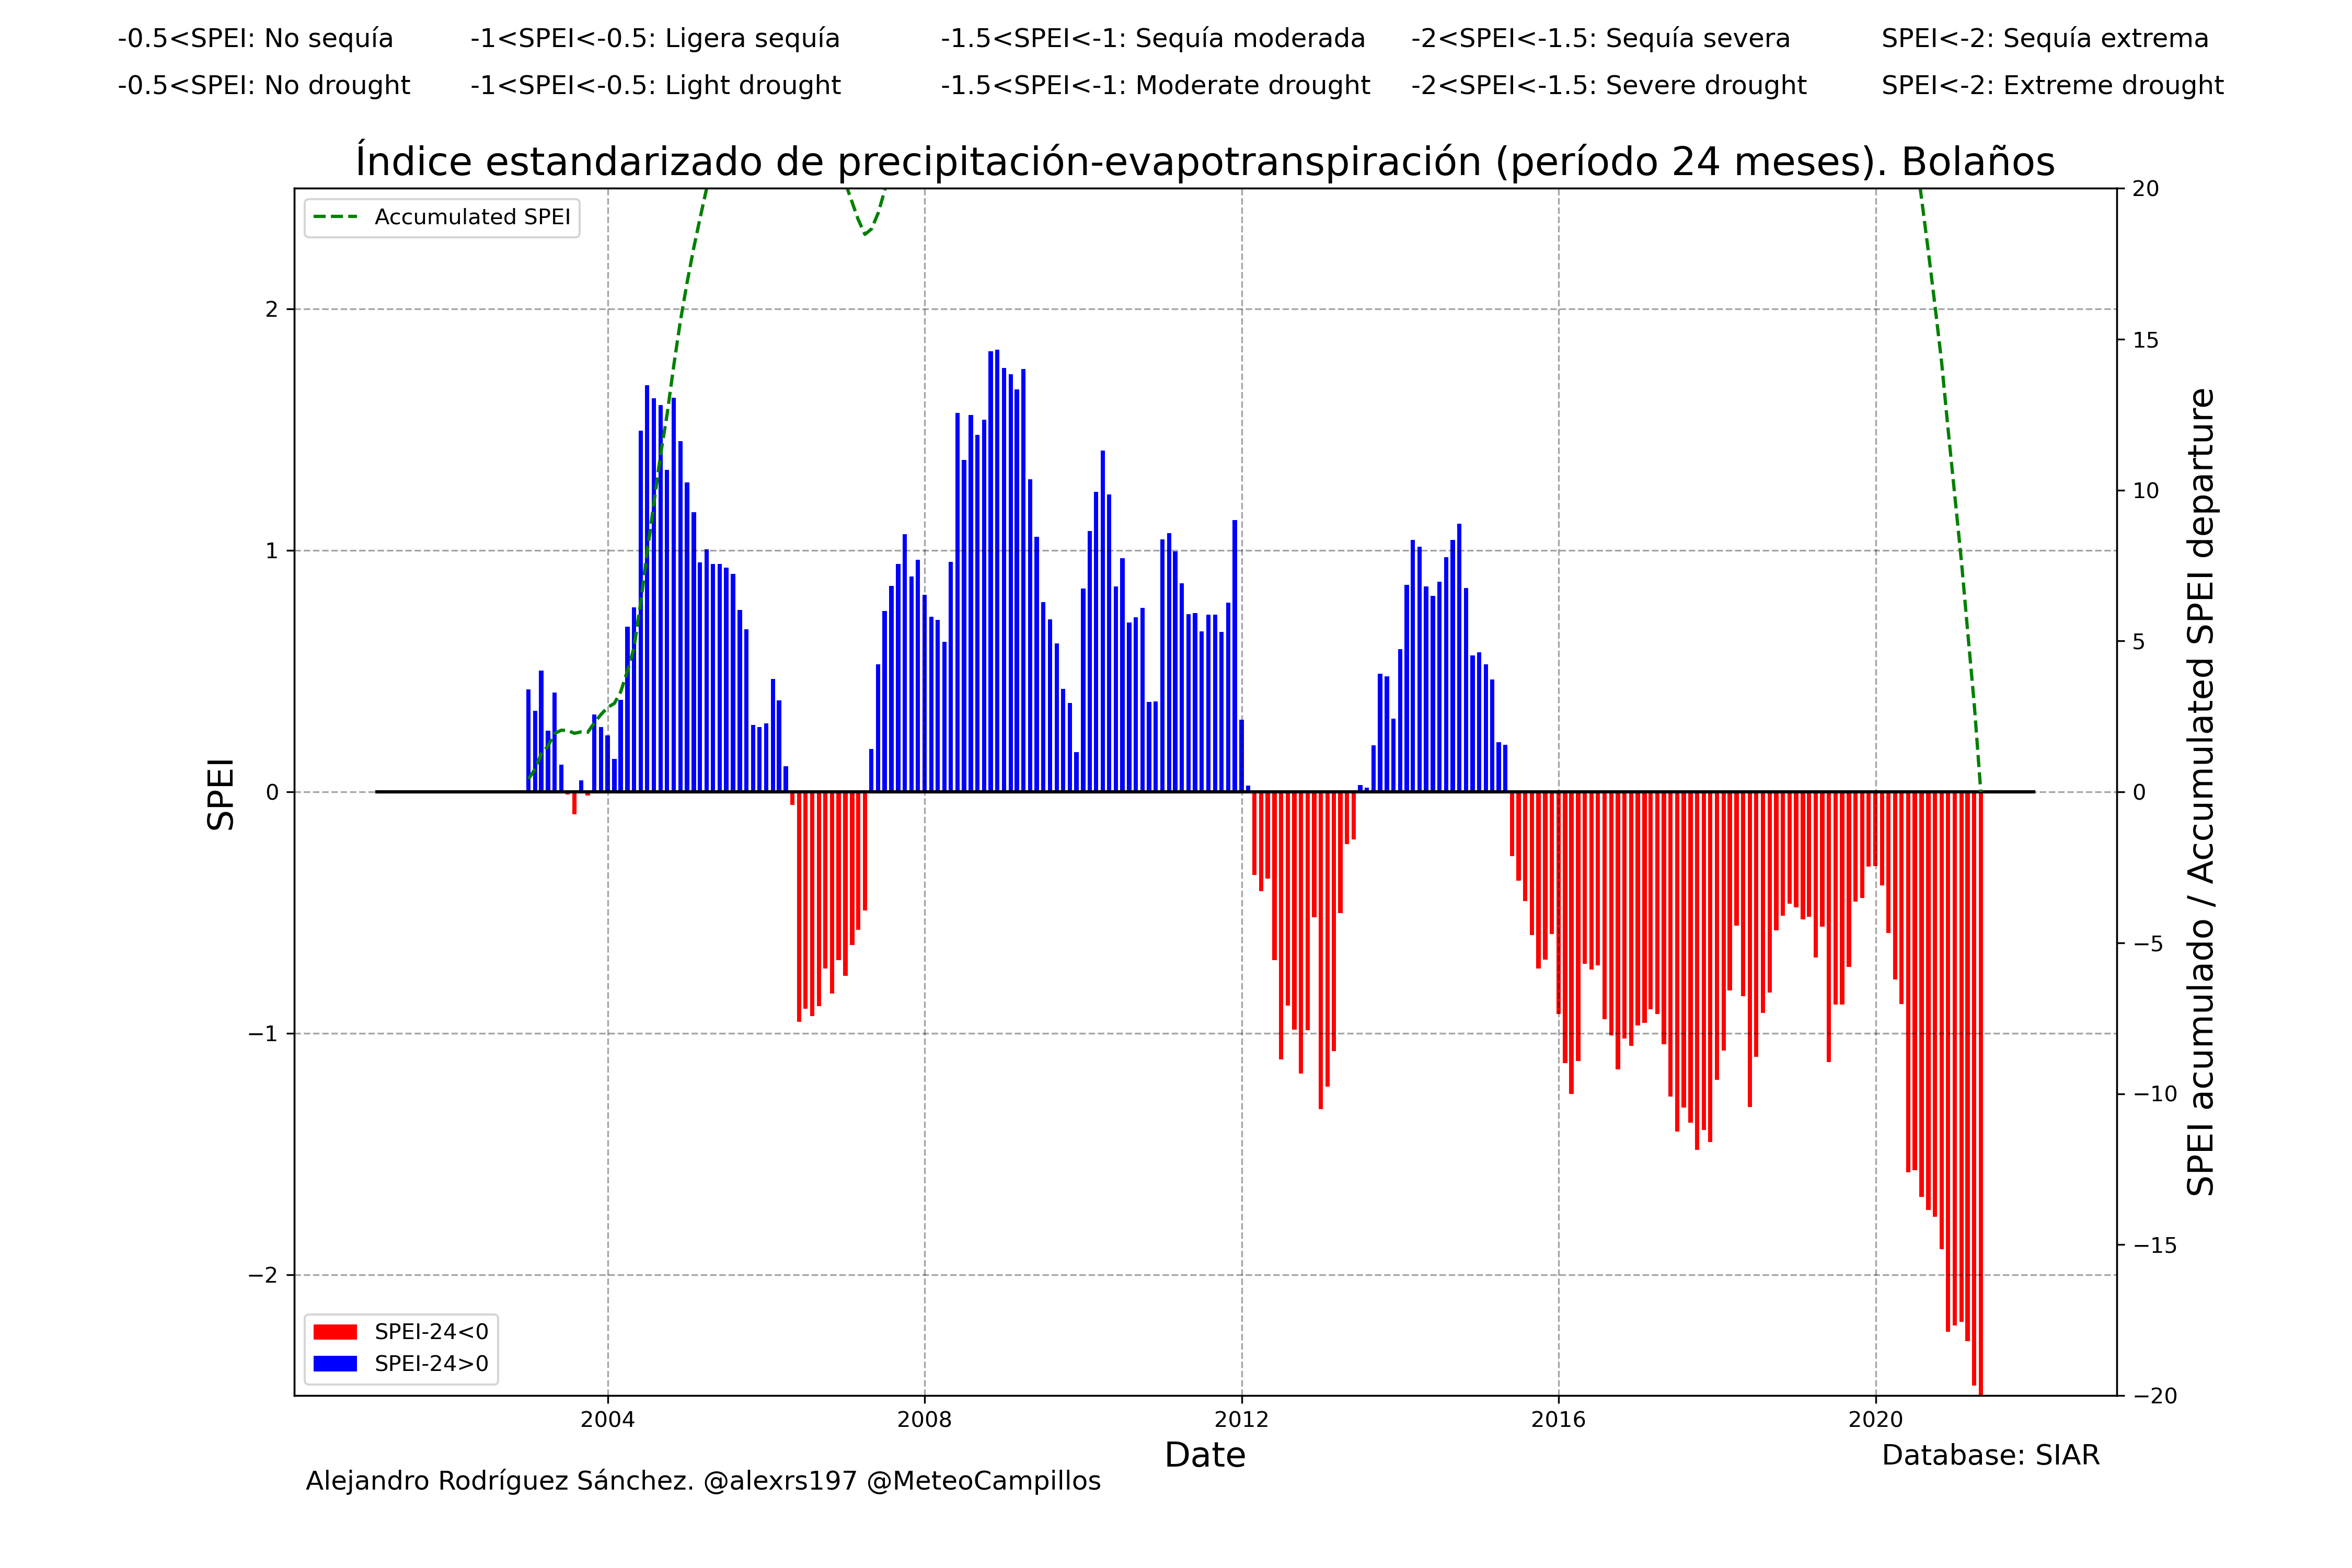 -0.5<SPEI: No sequía -1<SPEI<-0.5: Ligera sequía -1.5<SPEI<-1: Sequía moderada -2<SPEI<-1.5: Sequía severa SPEI<-2: Sequía extrema
-0.5<SPEI: No drought -1<SPEI<-0.5: Light drought -1.5<SPEI<-1: Moderate drought -2<SPEI<-1.5: Severe drought SPEI<-2: Extreme drought
Índice estandarizado de precipitación-evapotranspiración (período 24 meses). Bolaños
Accumulated SPEI
2
1
0
−1
−2
SPEI
20
15
10
5
0
−5
−10
−15
−20
SPEI acumulado / Accumulated SPEI departure
SPEI-24<0
SPEI-24>0
2004 2008 2012 2016 2020
Date
Database: SIAR
Alejandro Rodríguez Sánchez. @alexrs197 @MeteoCampillos